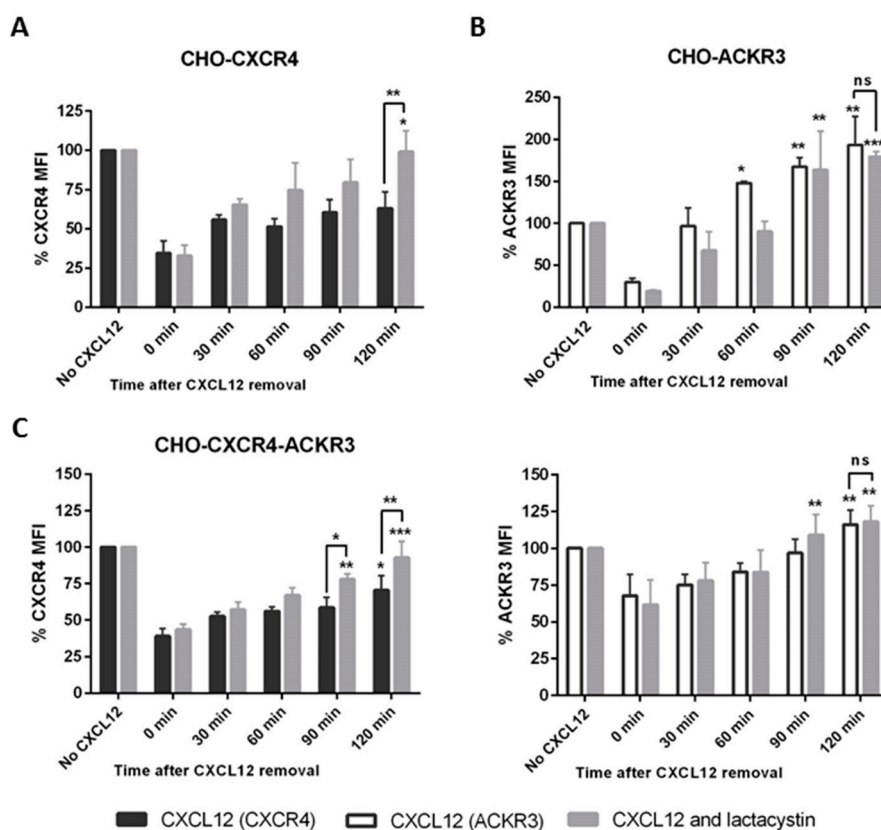 A
CHO-CXCR4
**
*
125
100
75
50
25
0
% CXCR4 MFI
No CXCL12
0 min
30 min
60 min
90 min
120 min
Time after CXCL12 removal
B
CHO-ACKR3
ns
**
**
**
***
*
250
200
150
100
50
0
% ACKR3 MFI
No CXCL12
0 min
30 min
60 min
90 min
120 min
Time after CXCL12 removal
C
CHO-CXCR4-ACKR3
**
*
***
**
*
150
125
100
75
50
25
0
% CXCR4 MFI
No CXCL12
0 min
30 min
60 min
90 min
120 min
Time after CXCL12 removal
ns
**
**
**
150
125
100
75
50
25
0
% ACKR3 MFI
No CXCL12
0 min
30 min
60 min
90 min
120 min
Time after CXCL12 removal
CXCL12 (CXCR4)
CXCL12 (ACKR3)
CXCL12 and lactacystin